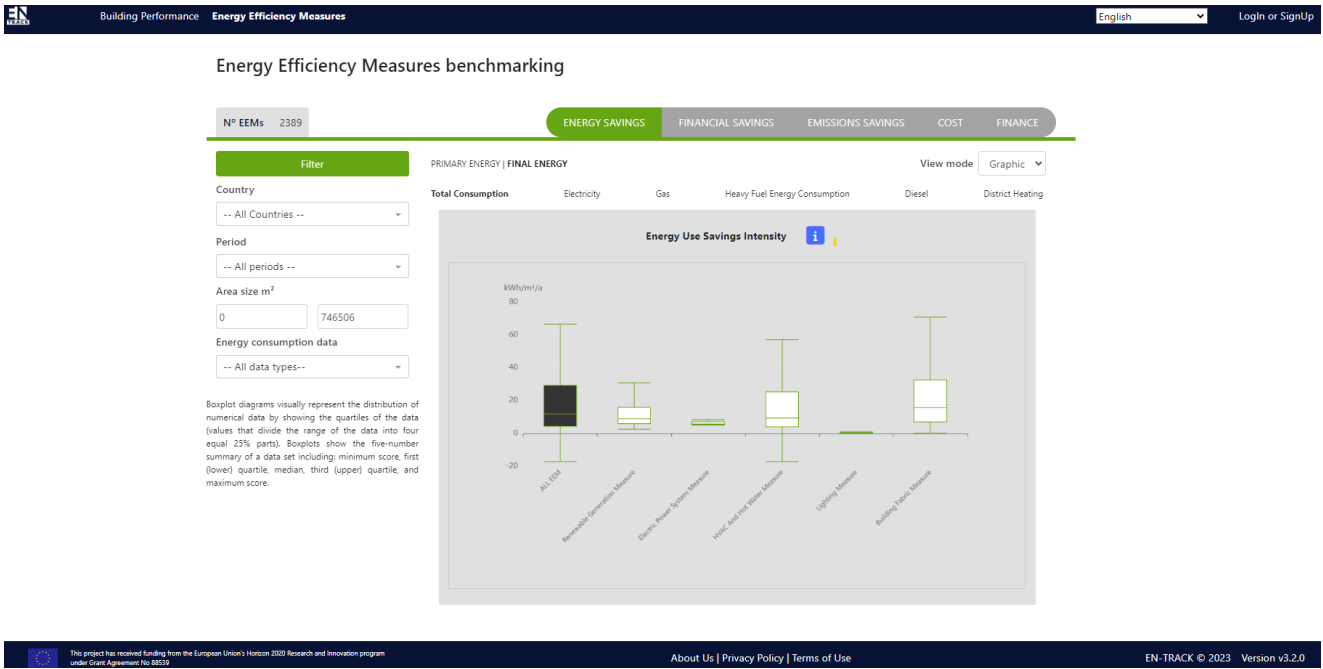 EN
TRACK
Building Performance Energy Efficiency Measures English LogIn or SignUp
Energy Efficiency Measures benchmarking
Nº EEMs 2389
ENERGY SAVINGS FINANCIAL SAVINGS EMISSIONS SAVINGS COST FINANCE
Filter
PRIMARY ENERGY | FINAL ENERGY
View mode Graphic
Country
-- All Countries --
Period
-- All periods --
Area size m²
0 746506
Energy consumption data
-- All data types--
Boxplot diagrams visually represent the distribution of
numerical data by showing the quartiles of the data
(values that divide the range of the data into four
equal 25% parts). Boxplots show the five-number
summary of a data set including: minimum score, first
(lower) quartile, median, third (upper) quartile, and
maximum score.
Total Consumption Electricity Gas Heavy Fuel Energy Consumption Diesel District Heating
Energy Use Savings Intensity i
kWh/m²/a
80
60
40
20
0
-20
ALL EEM
Renewable Generation Measure
Electric Power System Measure
HVAC And Hot Water Measure
Lighting Measure
Building Fabric Measure
This project has received funding from the European Union's Horizon 2020 Research and Innovation program
under Grant Agreement No 88539
About Us | Privacy Policy | Terms of Use
EN-TRACK © 2023 Version v3.2.0